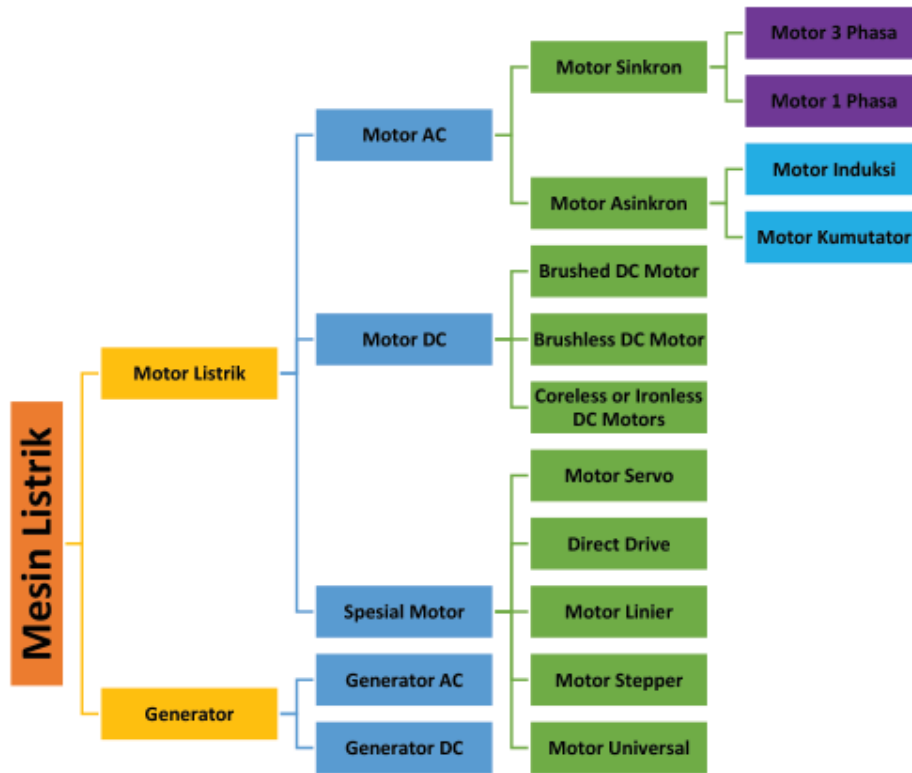 Mesin Listrik
Motor Listrik
Motor AC
Motor Sinkron
Motor 3 Phasa
Motor 1 Phasa
Motor Asinkron
Motor Induksi
Motor Kumutator
Motor DC
Brushed DC Motor
Brushless DC Motor
Coreless or Ironless
DC Motors
Spesial Motor
Motor Servo
Direct Drive
Motor Linier
Motor Stepper
Motor Universal
Generator
Generator AC
Generator DC